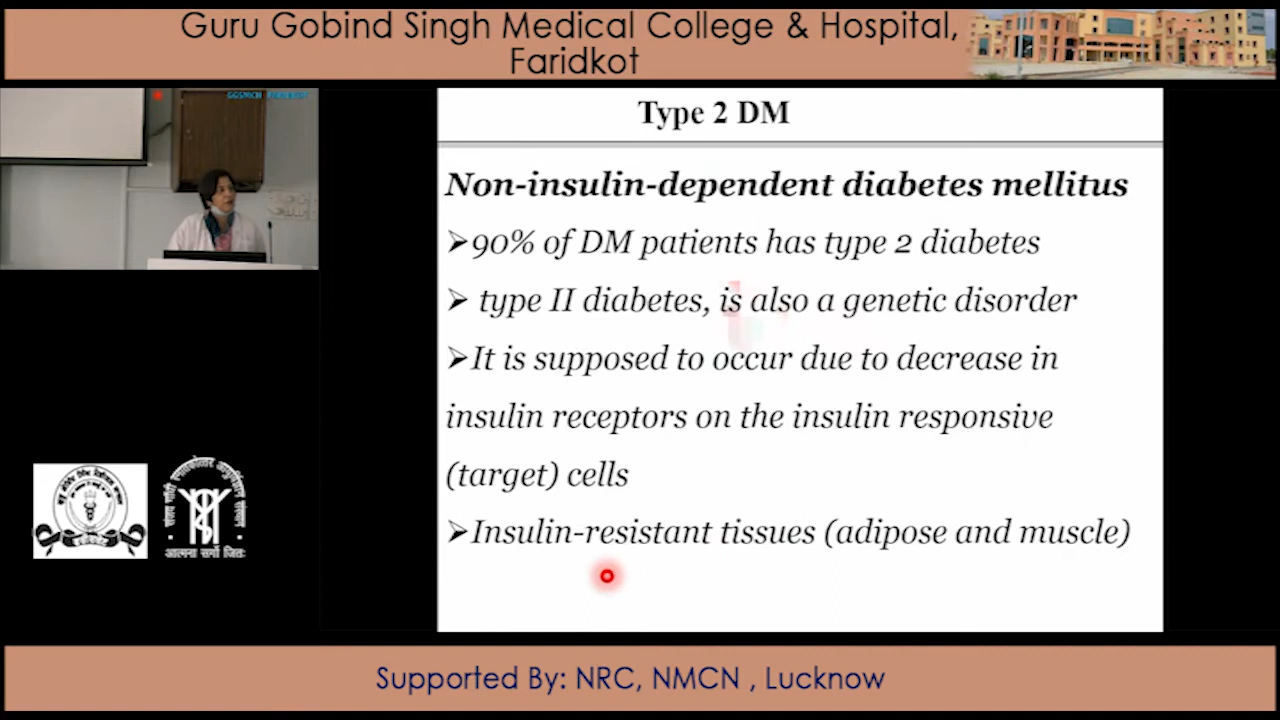 Guru Gobind Singh Medical College & Hospital,
Faridkot
Type 2 DM
Non-insulin-dependent diabetes mellitus
➢90% of DM patients has type 2 diabetes
➢ type II diabetes, is also a genetic disorder
➢It is supposed to occur due to decrease in
insulin receptors on the insulin responsive
(target) cells
➢Insulin-resistant tissues (adipose and muscle)
आत्मना सर्गो जितः
Supported By: NRC, NMCN , Lucknow